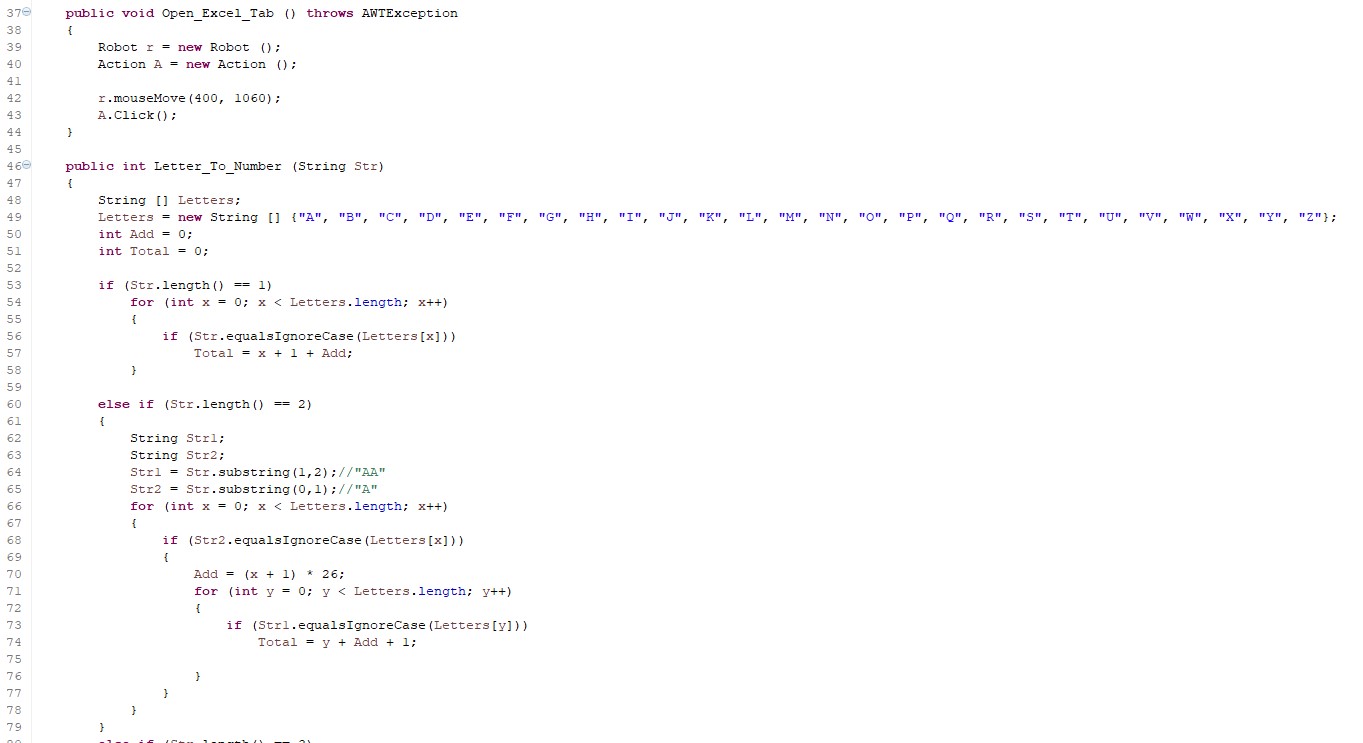 37 public void Open_Excel_Tab () throws AWTException
38 {
39 Robot r = new Robot ();
40 Action A = new Action ();
41
42 r.mouseMove(400, 1060);
43 A.Click();
44 }
45
46 public int Letter_To_Number (String Str)
47 {
48 String [] Letters;
49 Letters = new String [] {"A", "B", "C", "D", "E", "F", "G", "H", "I", "J", "K", "L", "M", "N", "O", "P", "Q", "R", "S", "T", "U", "V", "W", "X", "Y", "Z"};
50 int Add = 0;
51 int Total = 0;
52
53 if (Str.length() == 1)
54 for (int x = 0; x < Letters.length; x++)
55 {
56 if (Str.equalsIgnoreCase(Letters[x]))
57 Total = x + 1 + Add;
58 }
59
60 else if (Str.length() == 2)
61 {
62 String Str1;
63 String Str2;
64 Str1 = Str.substring(1,2);//"AA"
65 Str2 = Str.substring(0,1);//"A"
66 for (int x = 0; x < Letters.length; x++)
67 {
68 if (Str2.equalsIgnoreCase(Letters[x]))
69 {
70 Add = (x + 1) * 26;
71 for (int y = 0; y < Letters.length; y++)
72 {
73 if (Str1.equalsIgnoreCase(Letters[y]))
74 Total = y + Add + 1;
75
76 }
77 }
78 }
79 }
else if (Str.length() ==